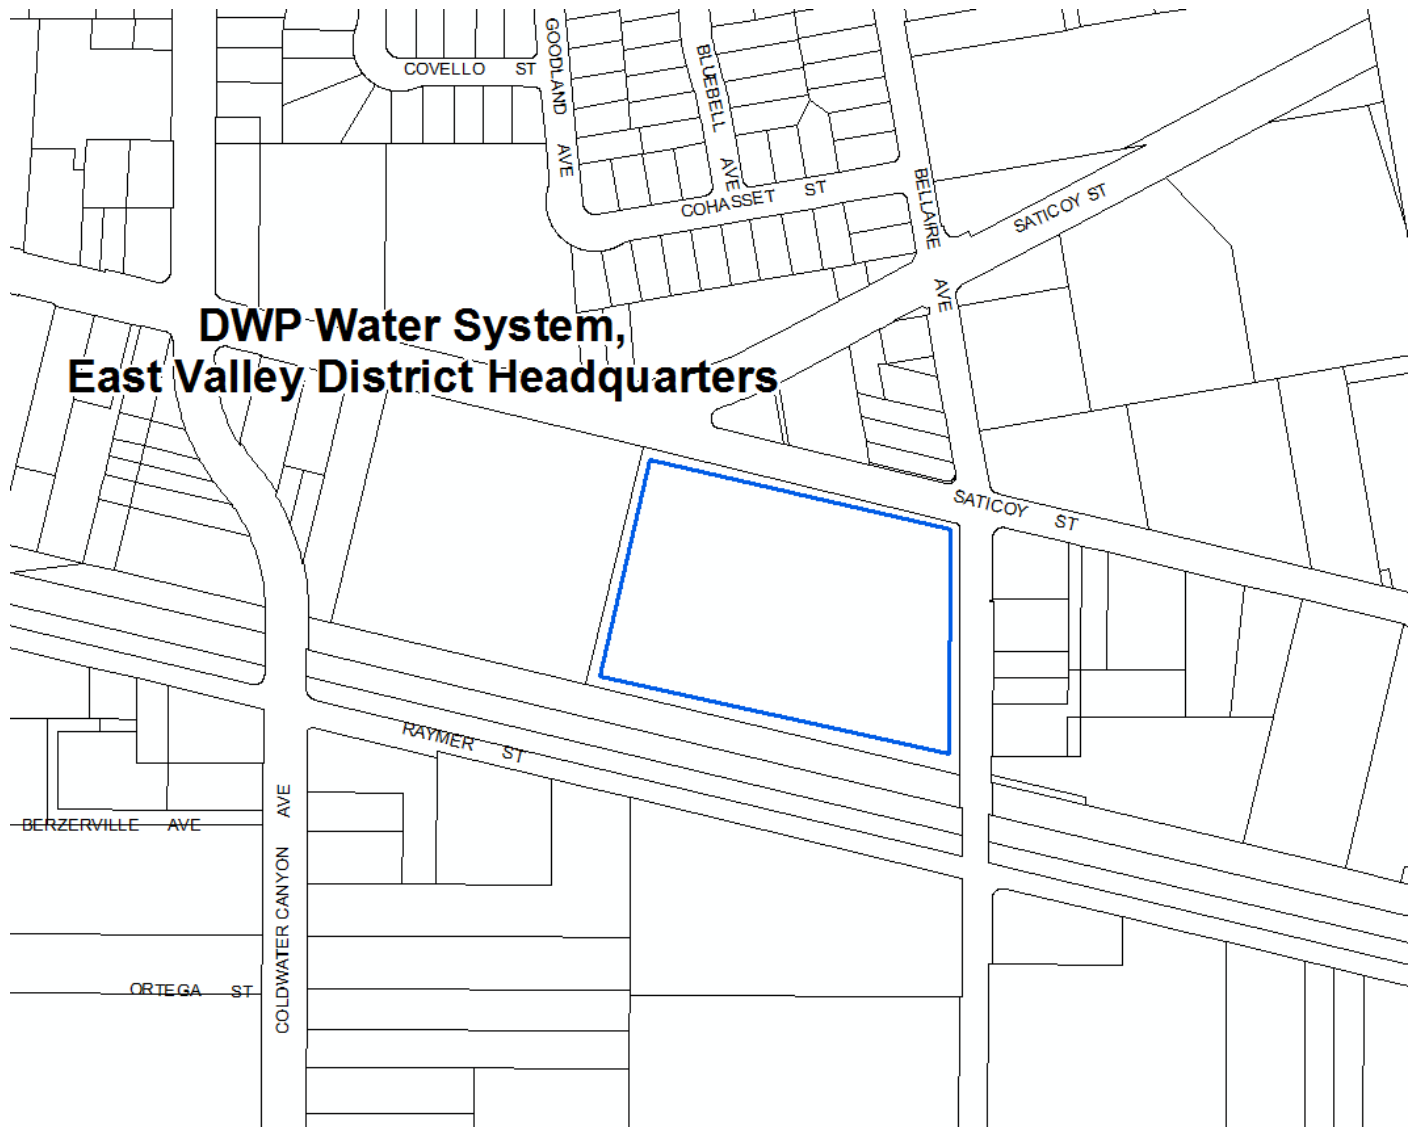 GOODLAND AVE
COVELLO ST
BLUEBELL AVE
COHASSET ST
BELLAIRE AVE
SATICOY ST
DWP Water System,
East Valley District Headquarters
SATICOY ST
RAYMER ST
BERZERVILLE AVE
COLDWATER CANYON AVE
ORTEGA ST